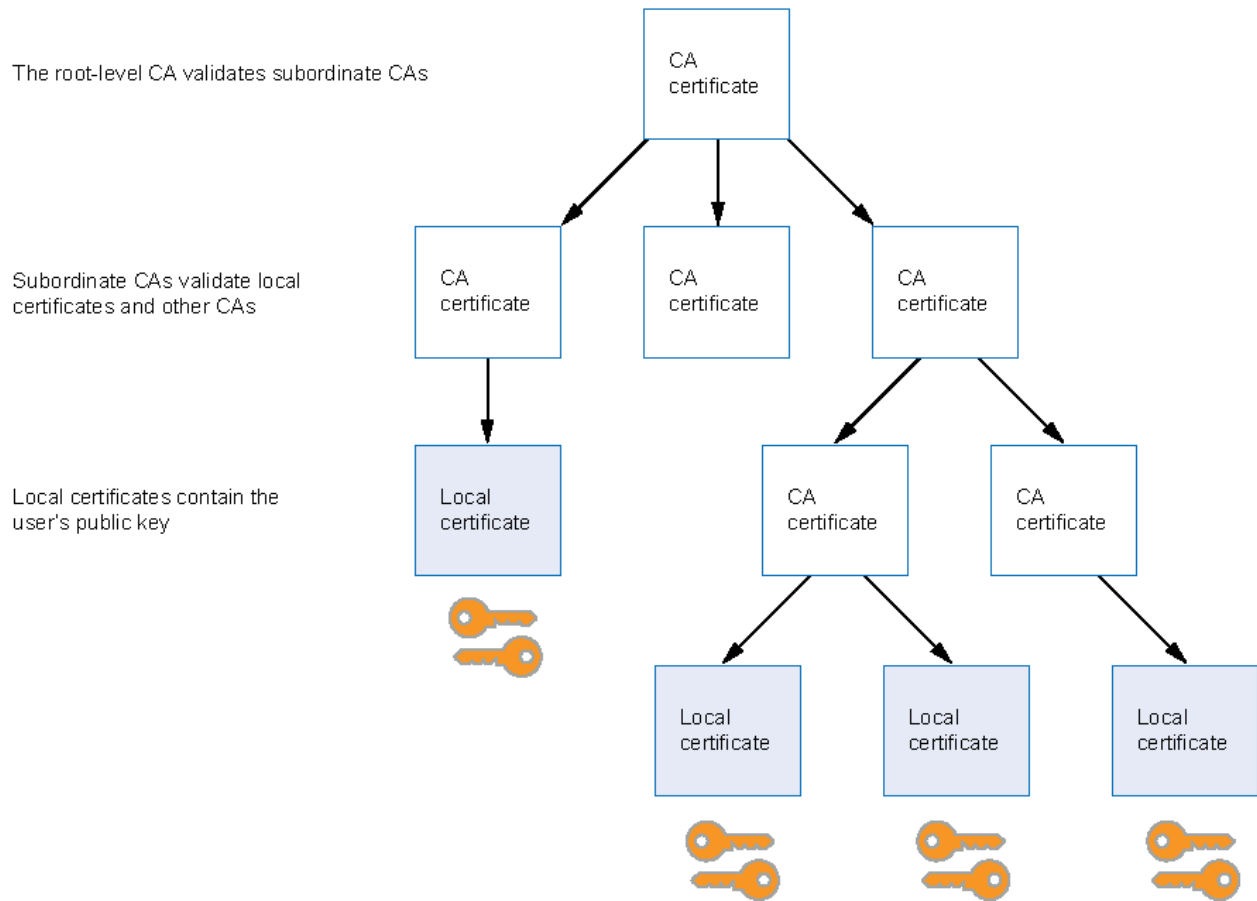 The root-level CA validates subordinate CAs
CA
certificate
Subordinate CAs validate local
certificates and other CAs
CA
certificate
CA
certificate
CA
certificate
Local certificates contain the
user's public key
Local
certificate
CA
certificate
CA
certificate
Local
certificate
Local
certificate
Local
certificate